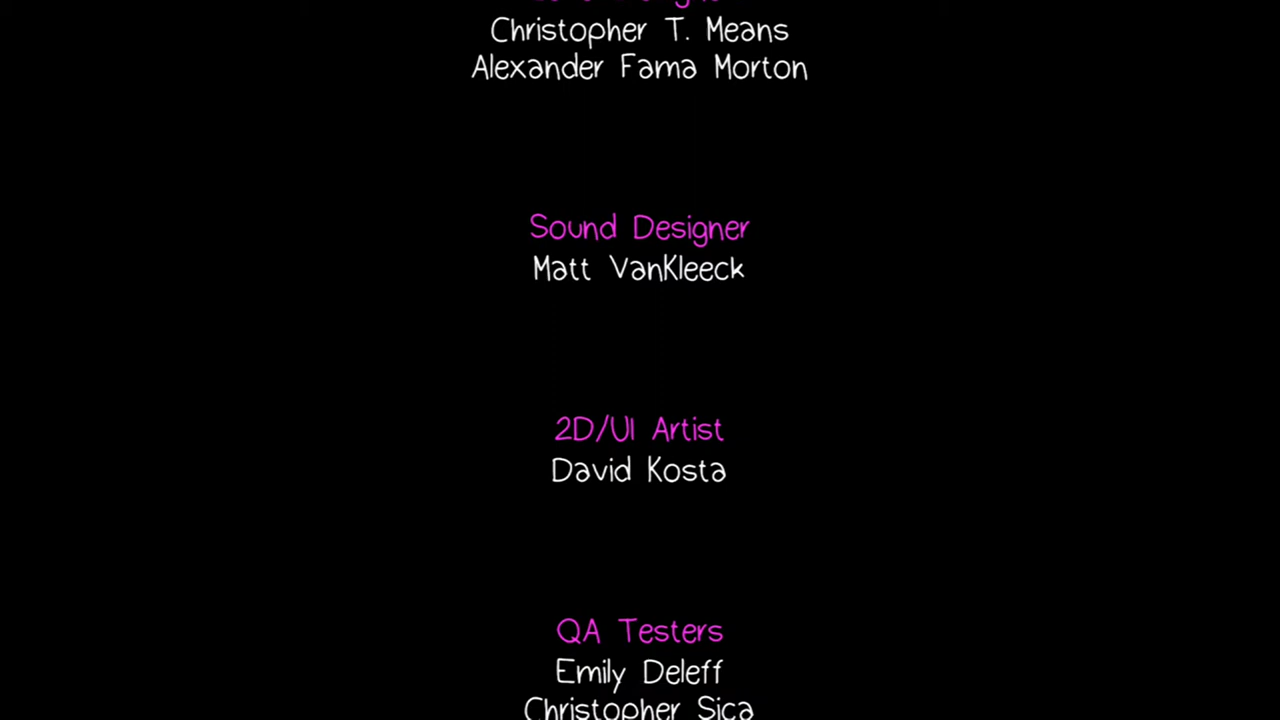 Christopher T. Means
Alexander Fama Morton
Sound Designer
Matt VanKleeck
2D/UI Artist
David Kosta
QA Testers
Emily Deleff
Christopher Sica